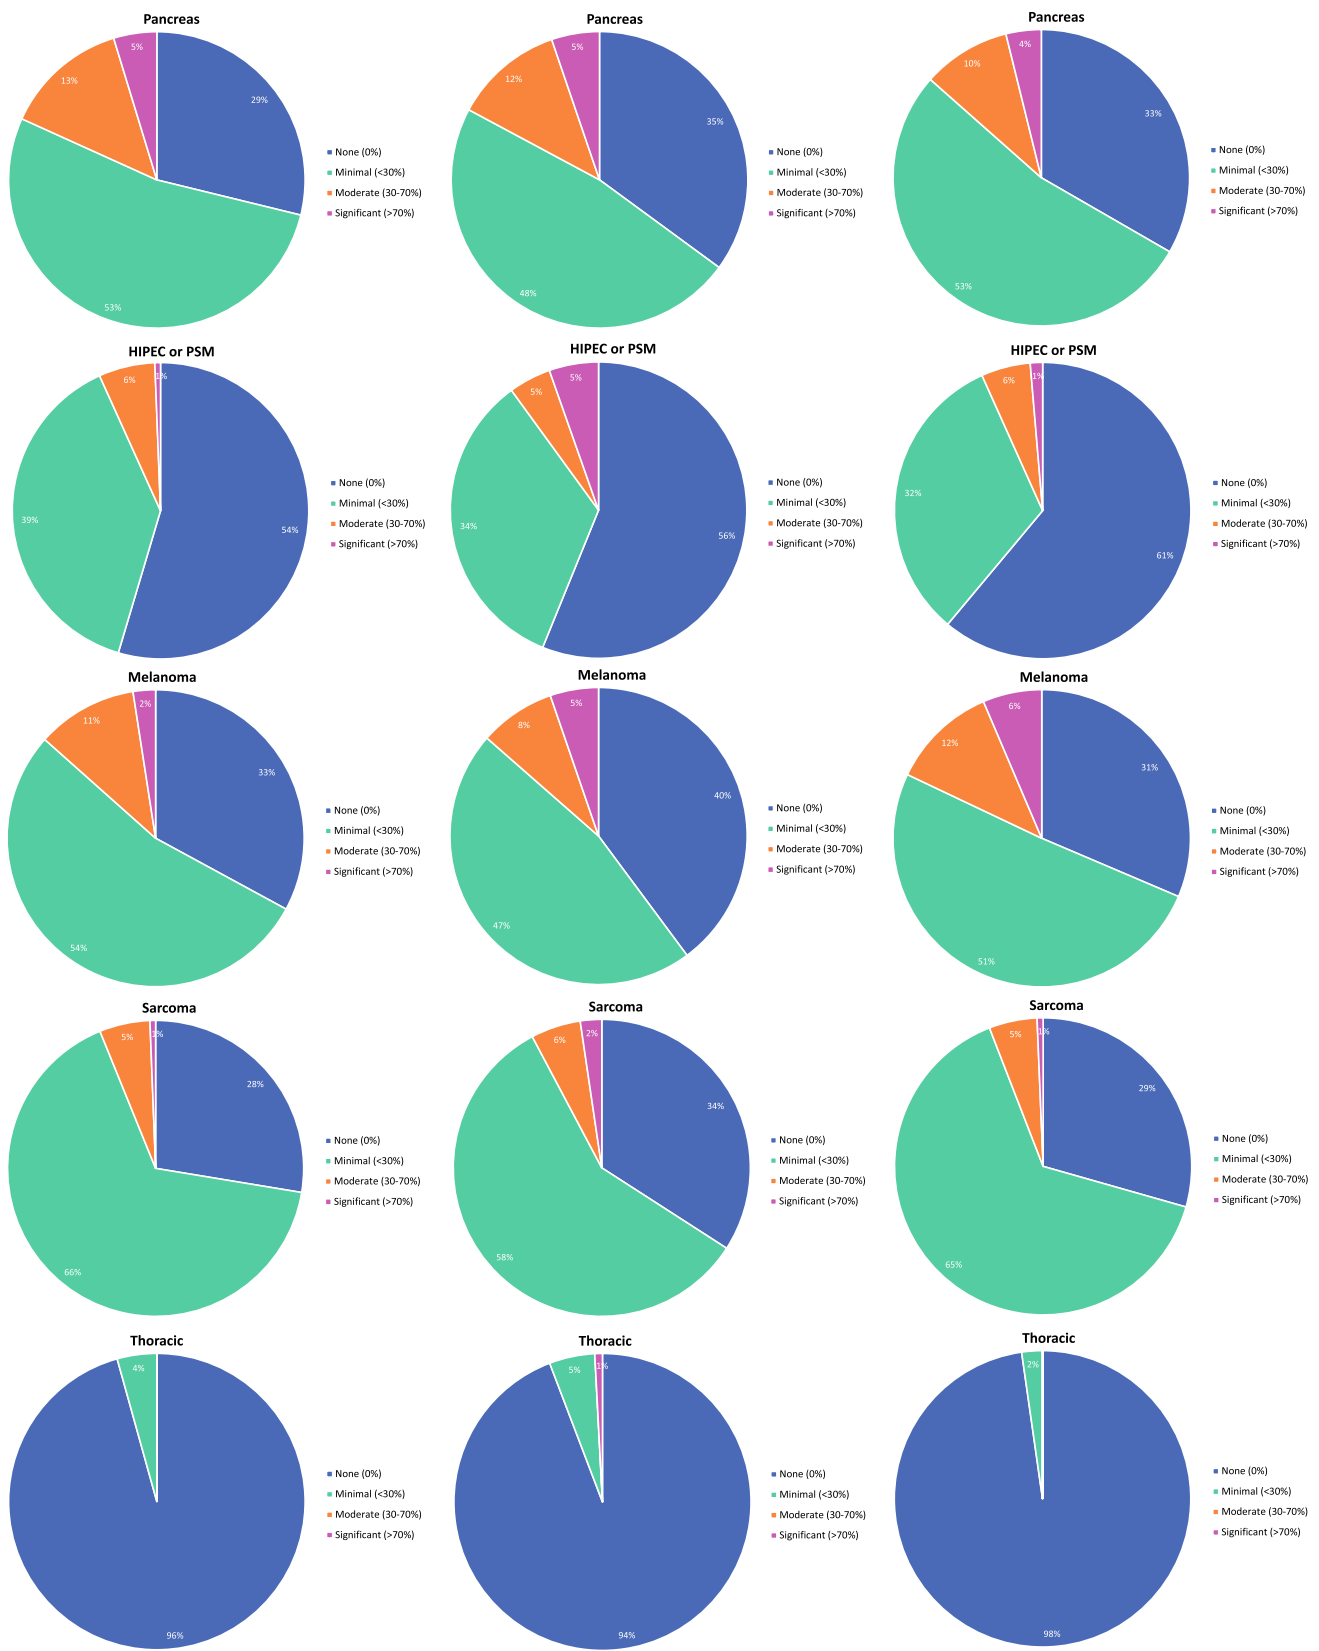 Pancreas
5%
13%
29%
53%
None (0%)
Minimal (<30%)
Moderate (30-70%)
Significant (>70%)
Pancreas
5%
12%
35%
48%
None (0%)
Minimal (<30%)
Moderate (30-70%)
Significant (>70%)
Pancreas
4%
10%
33%
53%
None (0%)
Minimal (<30%)
Moderate (30-70%)
Significant (>70%)
HIPEC or PSM
1%
6%
39%
54%
None (0%)
Minimal (<30%)
Moderate (30-70%)
Significant (>70%)
HIPEC or PSM
5%
5%
34%
56%
None (0%)
Minimal (<30%)
Moderate (30-70%)
Significant (>70%)
HIPEC or PSM
1%
6%
32%
61%
None (0%)
Minimal (<30%)
Moderate (30-70%)
Significant (>70%)
Melanoma
2%
11%
33%
54%
None (0%)
Minimal (<30%)
Moderate (30-70%)
Significant (>70%)
Melanoma
5%
8%
40%
47%
None (0%)
Minimal (<30%)
Moderate (30-70%)
Significant (>70%)
Melanoma
6%
12%
31%
51%
None (0%)
Minimal (<30%)
Moderate (30-70%)
Significant (>70%)
Sarcoma
1%
5%
28%
66%
None (0%)
Minimal (<30%)
Moderate (30-70%)
Significant (>70%)
Sarcoma
2%
6%
34%
58%
None (0%)
Minimal (<30%)
Moderate (30-70%)
Significant (>70%)
Sarcoma
1%
5%
29%
65%
None (0%)
Minimal (<30%)
Moderate (30-70%)
Significant (>70%)
Thoracic
4%
96%
None (0%)
Minimal (<30%)
Moderate (30-70%)
Significant (>70%)
Thoracic
1%
5%
94%
None (0%)
Minimal (<30%)
Moderate (30-70%)
Significant (>70%)
Thoracic
2%
98%
None (0%)
Minimal (<30%)
Moderate (30-70%)
Significant (>70%)